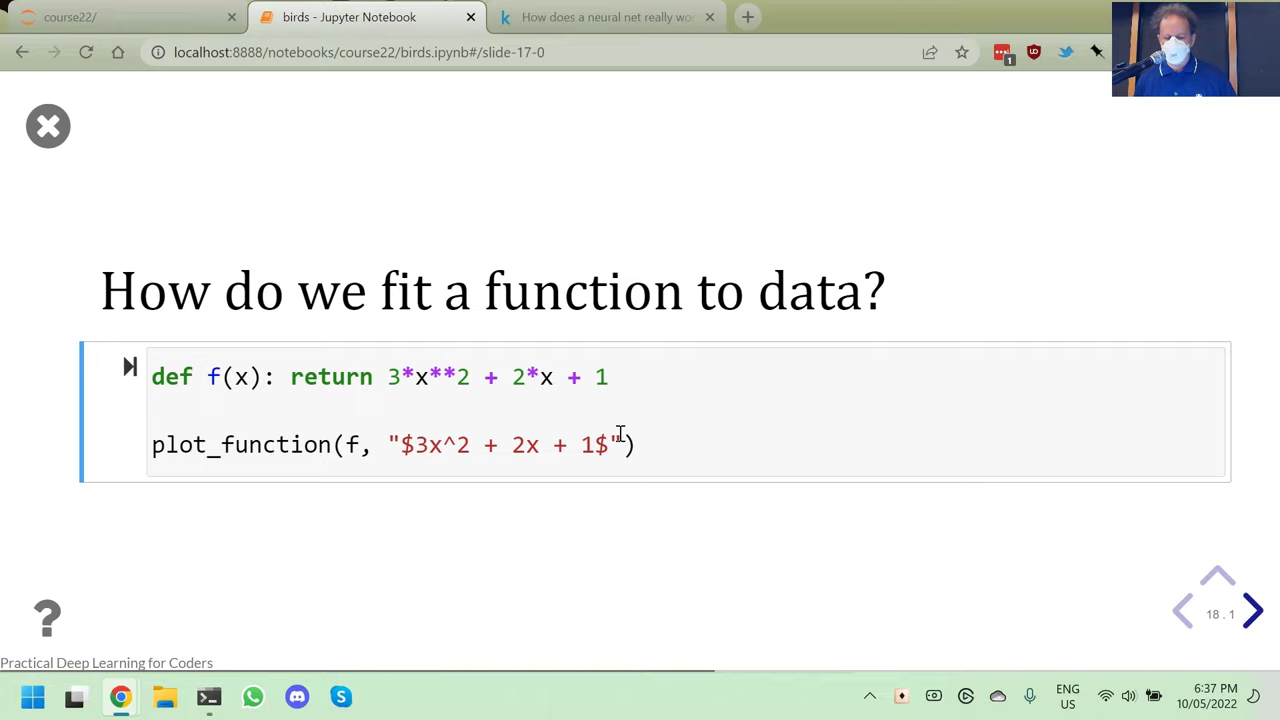 course22/
birds - Jupyter Notebook
How does a neural net really wor
localhost:8888/notebooks/course22/birds.ipynb#/slide-17-0
1
How do we fit a function to data?
def f(x): return 3*x**2 + 2*x + 1
plot_function(f, "$3x^2 + 2x + 1$")
18.1
?
Practical Deep Learning for Coders
ENG
US
6:37 PM
10/05/2022